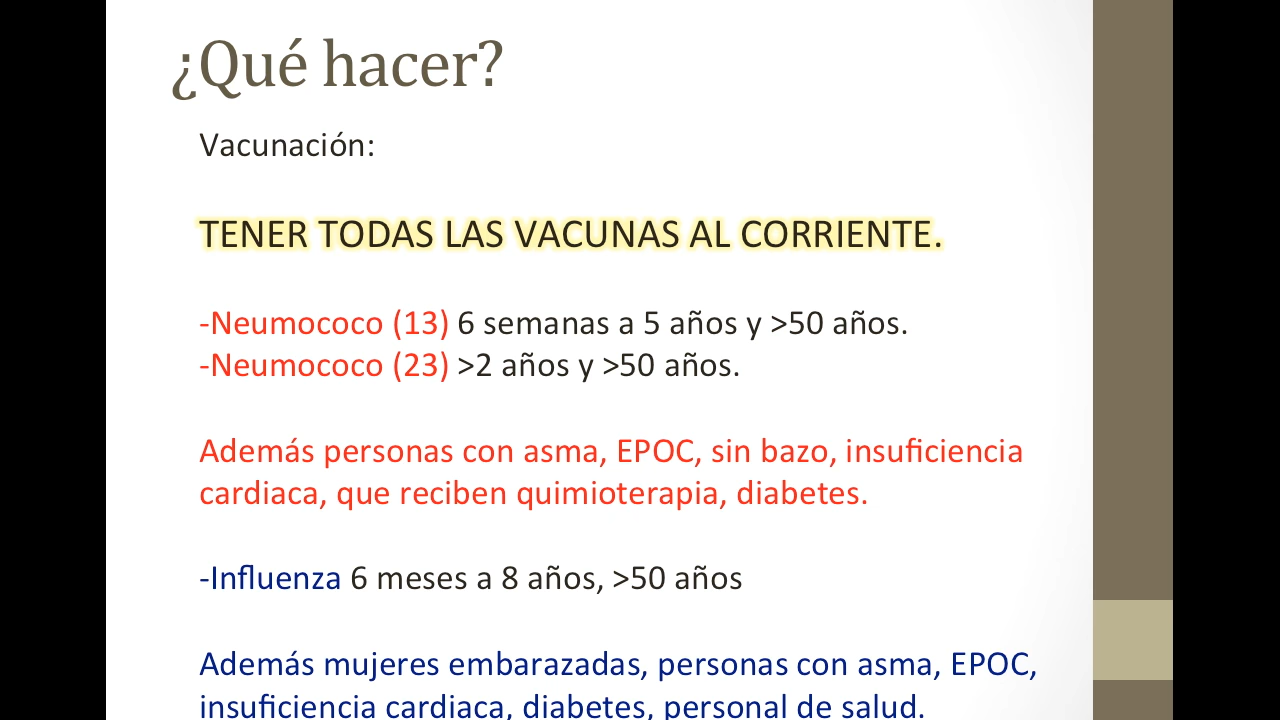 ¿Qué hacer?
Vacunación:
TENER TODAS LAS VACUNAS AL CORRIENTE.
-Neumococo (13) 6 semanas a 5 años y >50 años.
-Neumococo (23) >2 años y >50 años.
Además personas con asma, EPOC, sin bazo, insuficiencia
cardiaca, que reciben quimioterapia, diabetes.
-Influenza 6 meses a 8 años, >50 años
Además mujeres embarazadas, personas con asma, EPOC,
insuficiencia cardiaca, diabetes, personal de salud.